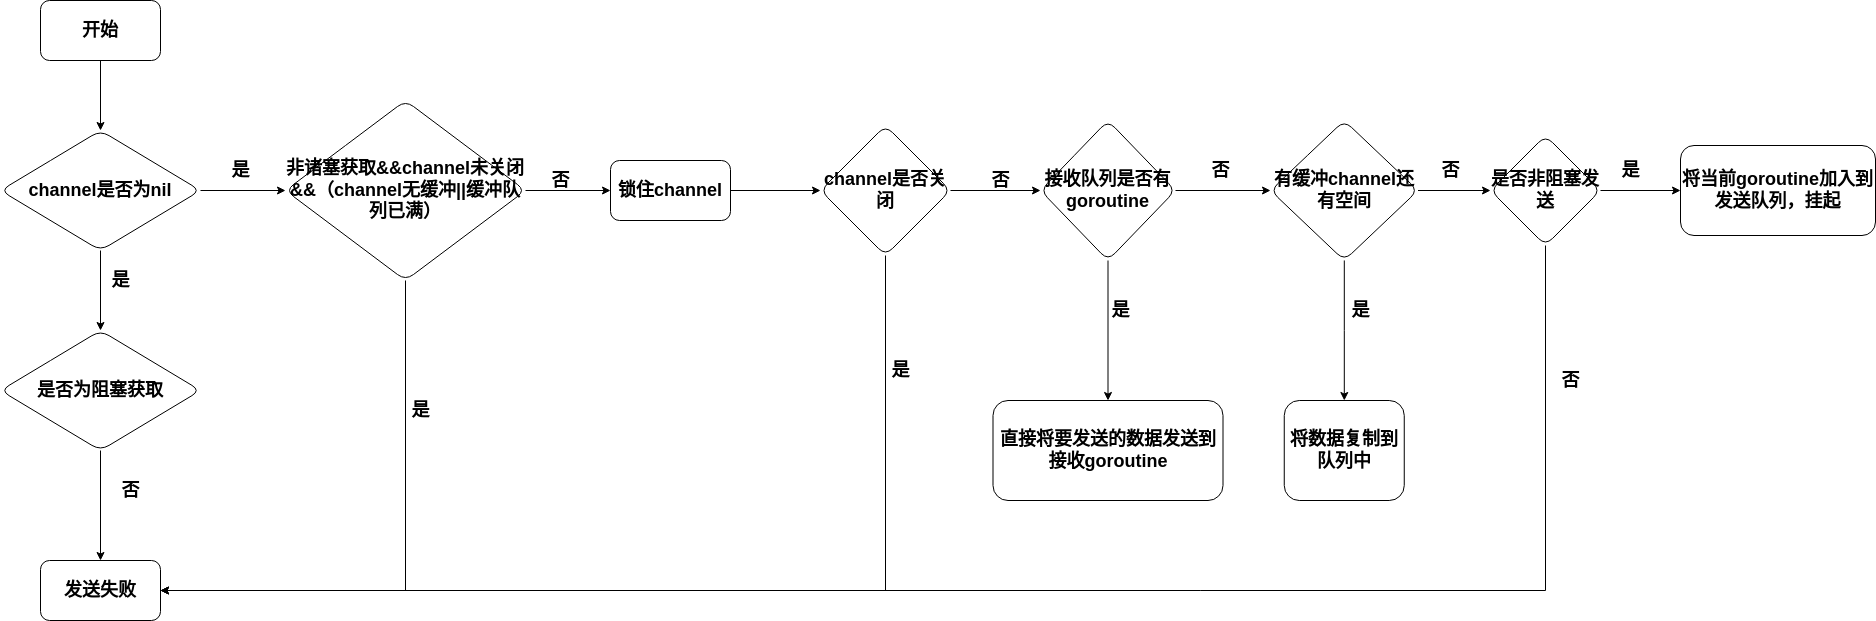 开始
channel是否为nil
是
非诸塞获取&&channel未关闭
&&（channel无缓冲||缓冲队
列已满）
否
锁住channel
channel是否关
闭
否
接收队列是否有
goroutine
否
有缓冲channel还
有空间
否
是否非阻塞发
送
是
将当前goroutine加入到
发送队列，挂起
是
是否为阻塞获取
是
是
是
是
否
直接将要发送的数据发送到
接收goroutine
将数据复制到
队列中
否
发送失败